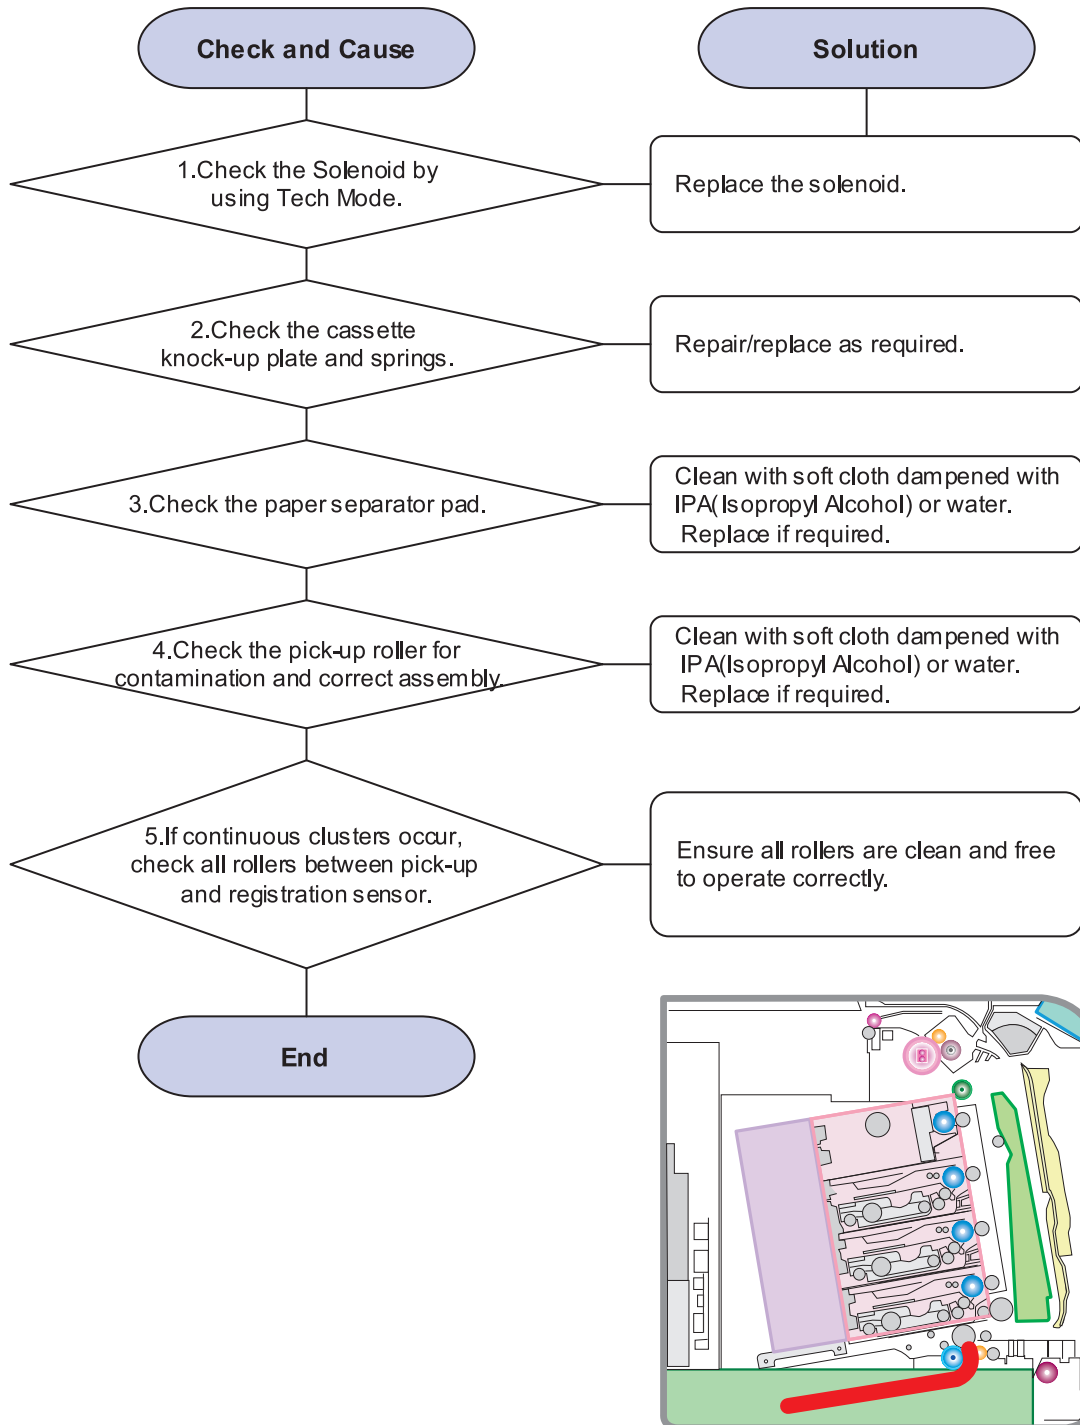 Check and Cause
Solution
1.Check the Solenoid by
using Tech Mode.
Replace the solenoid.
2.Check the cassette
knock-up plate and springs.
Repair/replace as required.
3.Check the paper separator pad.
Clean with soft cloth dampened with
IPA(Isopropyl Alcohol) or water.
Replace if required.
4.Check the pick-up roller for
contamination and correct assembly.
Clean with soft cloth dampened with
IPA(Isopropyl Alcohol) or water.
Replace if required.
5.If continuous clusters occur,
check all rollers between pick-up
and registration sensor.
Ensure all rollers are clean and free
to operate correctly.
End